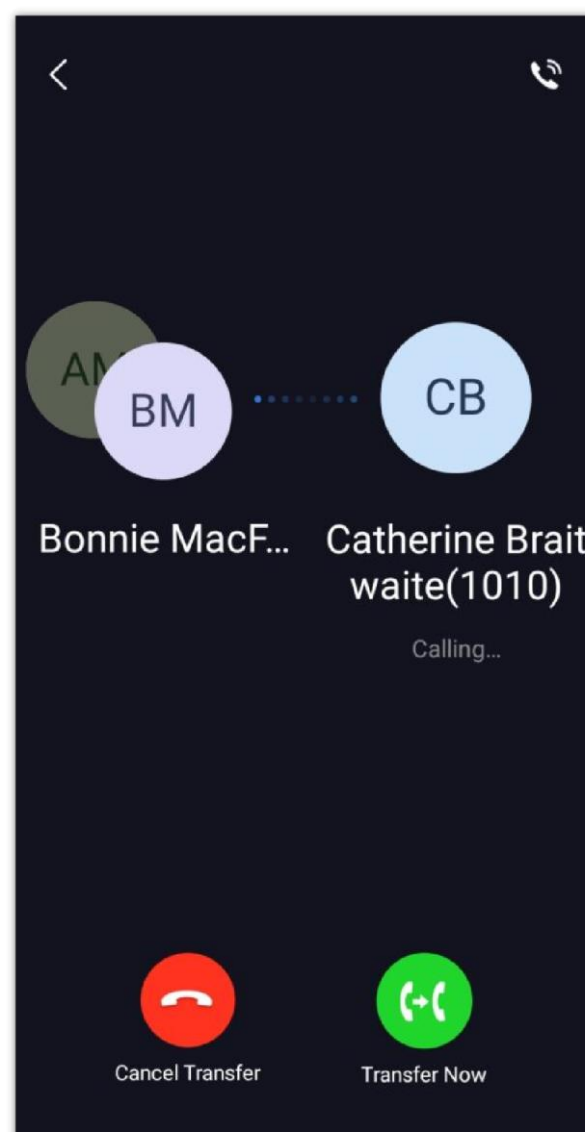 AM
BM
CB
Bonnie MacF...
Catherine Brait
waite(1010)
Calling...
Cancel Transfer
Transfer Now